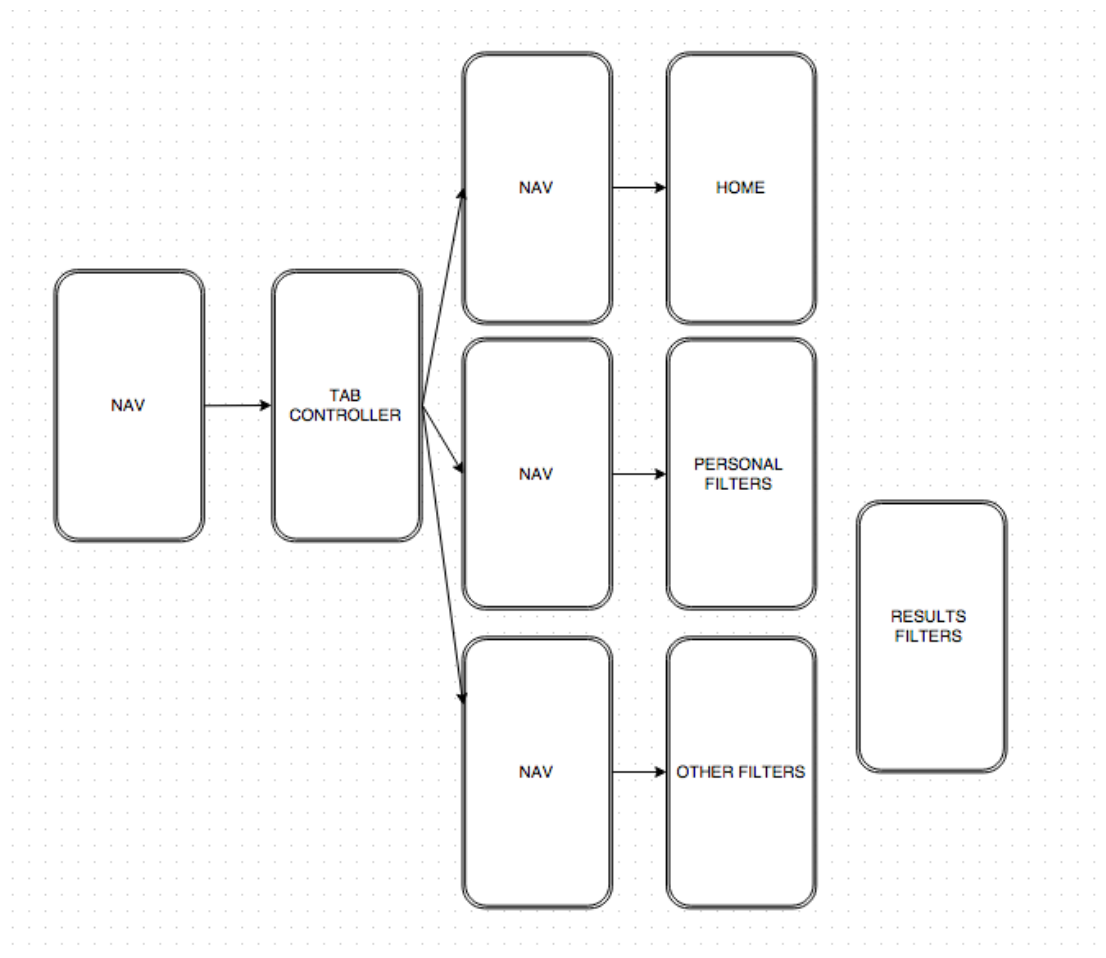 NAV
TAB
CONTROLLER
NAV
HOME
NAV
PERSONAL
FILTERS
NAV
OTHER FILTERS
RESULTS
FILTERS